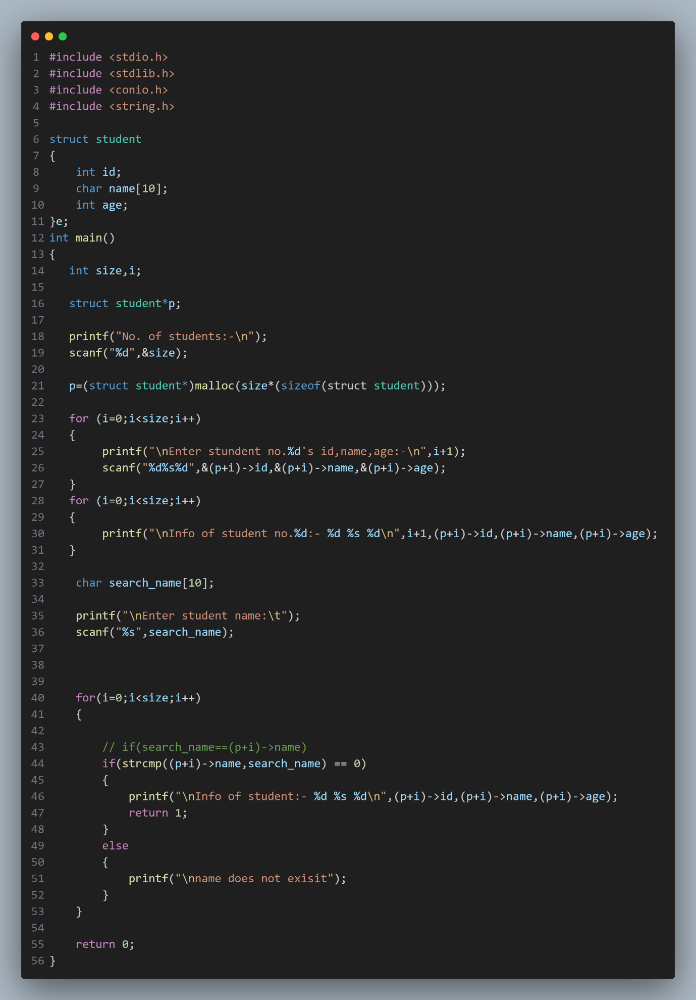 1 #include <stdio.h>
2 #include <stdlib.h>
3 #include <conio.h>
4 #include <string.h>
5
6 struct student
7 {
8     int id;
9     char name[10];
10     int age;
11 }e;
12 int main()
13 {
14    int size,i;
15
16    struct student*p;
17
18    printf("No. of students:-\n");
19    scanf("%d",&size);
20
21    p=(struct student*)malloc(size*(sizeof(struct student)));
22
23    for (i=0;i<size;i++)
24    {
25         printf("\nEnter stundent no.%d's id,name,age:-\n",i+1);
26         scanf("%d%s%d",&(p+i)->id,&(p+i)->name,&(p+i)->age);
27    }
28    for (i=0;i<size;i++)
29    {
30         printf("\nInfo of student no.%d:- %d %s %d\n",i+1,(p+i)->id,(p+i)->name,(p+i)->age);
31    }
32
33     char search_name[10];
34
35     printf("\nEnter student name:\t");
36     scanf("%s",search_name);
37
38
39
40     for(i=0;i<size;i++)
41     {
42
43         // if(search_name==(p+i)->name)
44         if(strcmp((p+i)->name,search_name) == 0)
45         {
46             printf("\nInfo of student:- %d %s %d\n",(p+i)->id,(p+i)->name,(p+i)->age);
47             return 1;
48         }
49         else
50         {
51             printf("\nname does not exisit");
52         }
53     }
54
55     return 0;
56 }